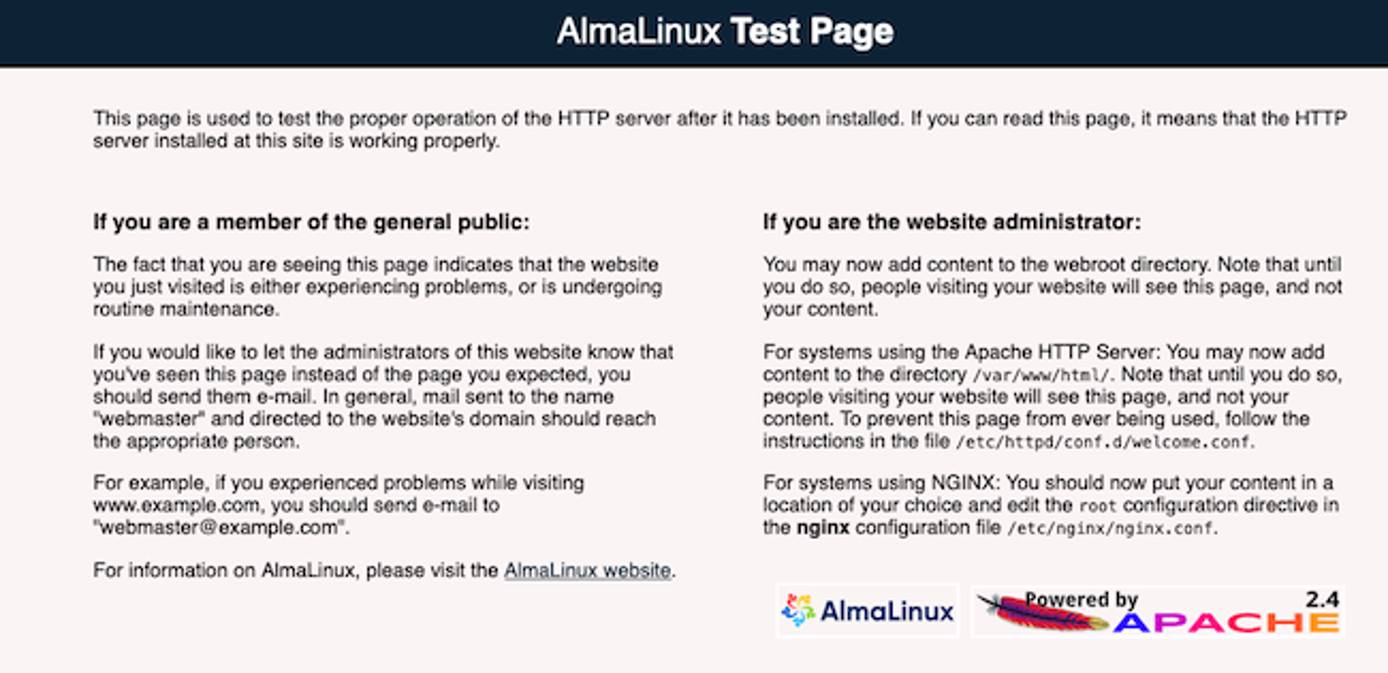 AlmaLinux Test Page
This page is used to test the proper operation of the HTTP server after it has been installed. If you can read this page, it means that the HTTP
server installed at this site is working properly.
If you are a member of the general public:
The fact that you are seeing this page indicates that the website
you just visited is either experiencing problems, or is undergoing
routine maintenance.
If you would like to let the administrators of this website know that
you've seen this page instead of the page you expected, you
should send them e-mail. In general, mail sent to the name
"webmaster" and directed to the website's domain should reach
the appropriate person.
For example, if you experienced problems while visiting
www.example.com, you should send e-mail to
"webmaster@example.com".
For information on AlmaLinux, please visit the AlmaLinux website.
If you are the website administrator:
You may now add content to the webroot directory. Note that until
you do so, people visiting your website will see this page, and not
your content.
For systems using the Apache HTTP Server: You may now add
content to the directory /var/www/html/. Note that until you do so,
people visiting your website will see this page, and not your
content. To prevent this page from ever being used, follow the
instructions in the file /etc/httpd/conf.d/welcome.conf.
For systems using NGINX: You should now put your content in a
location of your choice and edit the root configuration directive in
the nginx configuration file /etc/nginx/nginx.conf.
AlmaLinux
Powered by 2.4
APACHE